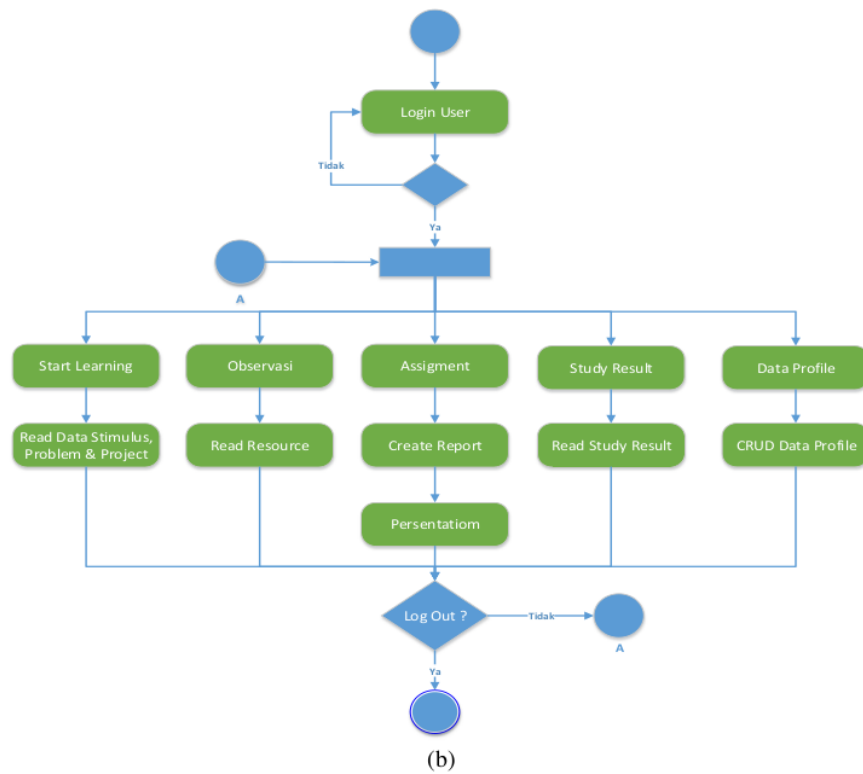 Login User
Tidak
Ya
A
Start Learning
Observasi
Assigment
Study Result
Data Profile
Read Data Stimulus,
Problem & Project
Read Resource
Create Report
Read Study Result
CRUD Data Profile
Persentatiom
Log Out ?
Tidak
A
Ya
(b)